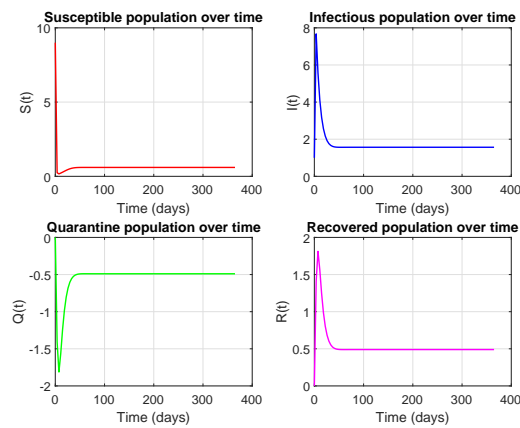 Susceptible population over time
10
5
0
S(t)
0 100 200 300 400
Time (days)
Infectious population over time
8
6
4
2
0
I(t)
0 100 200 300 400
Time (days)
Quarantine population over time
0
-0.5
-1
-1.5
-2
Q(t)
0 100 200 300 400
Time (days)
Recovered population over time
2
1.5
1
0.5
0
R(t)
0 100 200 300 400
Time (days)